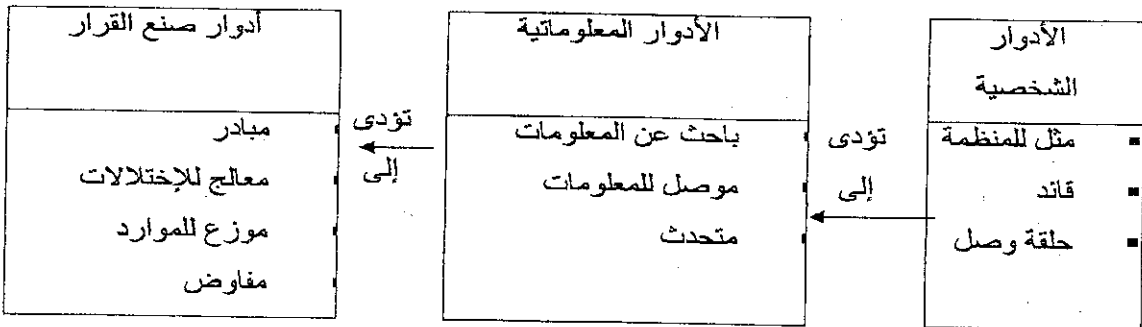 الأدوار
الشخصية
▪ مثل للمنظمة
▪ قائد
▪ حلقة وصل
تؤدى
إلى
الأدوار المعلوماتية
▪ باحث عن المعلومات
▪ موصل للمعلومات
▪ متحدث
تؤدى
إلى
أدوار صنع القرار
▪ مبادر
▪ معالج للإختلالات
▪ موزع للموارد
▪ مفاوض